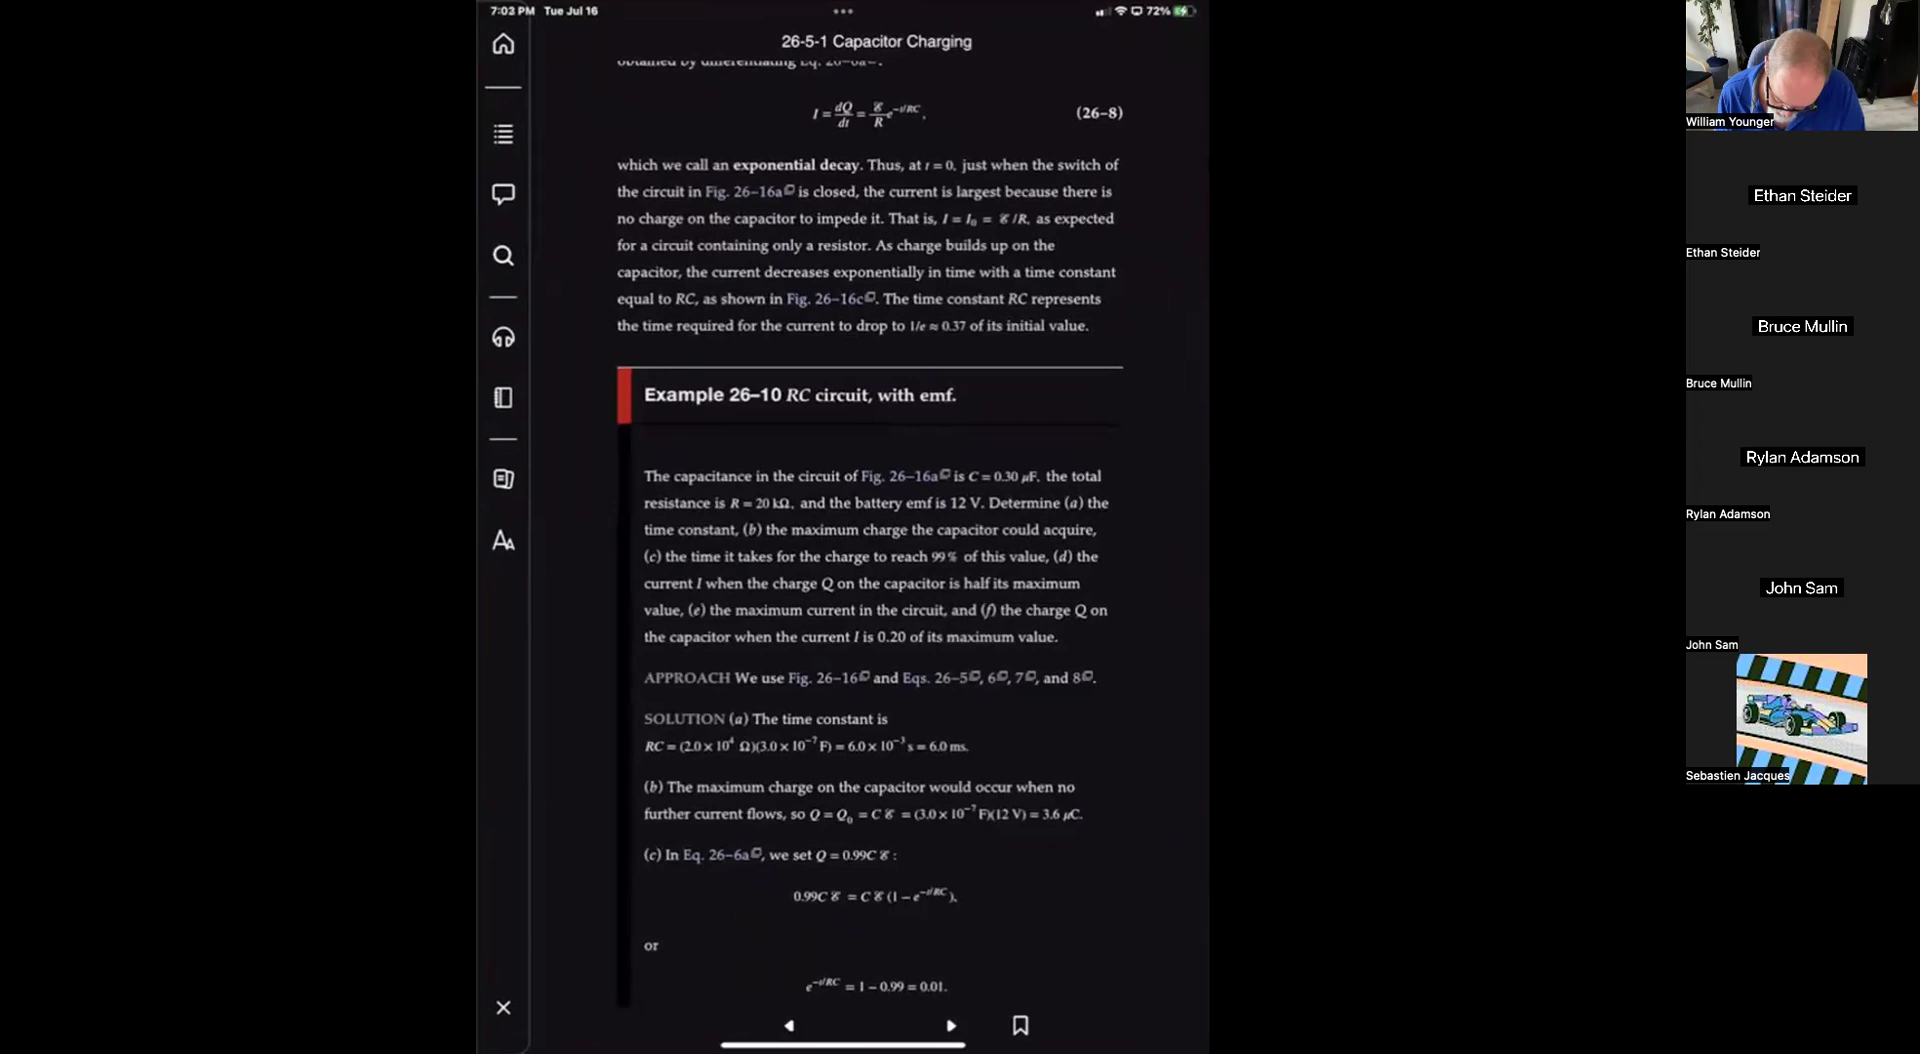 7:03 PM Tue Jul 16
72%
26-5-1 Capacitor Charging
obtained by differentiating Eq. 26-6a
I = dQ/dt = ℰ/R e^−t/RC, (26-8)
which we call an exponential decay. Thus, at t = 0, just when the switch of
the circuit in Fig. 26-16a is closed, the current is largest because there is
no charge on the capacitor to impede it. That is, I = I₀ = ℰ/R, as expected
for a circuit containing only a resistor. As charge builds up on the
capacitor, the current decreases exponentially in time with a time constant
equal to RC, as shown in Fig. 26-16c. The time constant RC represents
the time required for the current to drop to 1/e ≈ 0.37 of its initial value.
Example 26-10 RC circuit, with emf.
The capacitance in the circuit of Fig. 26-16a is C = 0.30 μF, the total
resistance is R = 20 kΩ, and the battery emf is 12 V. Determine (a) the
time constant, (b) the maximum charge the capacitor could acquire,
(c) the time it takes for the charge to reach 99% of this value, (d) the
current I when the charge Q on the capacitor is half its maximum
value, (e) the maximum current in the circuit, and (f) the charge Q on
the capacitor when the current I is 0.20 of its maximum value.
APPROACH We use Fig. 26-16 and Eqs. 26-5, 6, 7, and 8.
SOLUTION (a) The time constant is
RC = (2.0 × 10⁴ Ω)(3.0 × 10⁻⁷ F) = 6.0 × 10⁻³ s = 6.0 ms.
(b) The maximum charge on the capacitor would occur when no
further current flows, so Q = Q₀ = Cℰ = (3.0 × 10⁻⁷ F)(12 V) = 3.6 μC.
(c) In Eq. 26-6a, we set Q = 0.99Cℰ:
0.99Cℰ = Cℰ(1 − e^−t/RC),
or
e^−t/RC = 1 − 0.99 = 0.01.
William Younger
Ethan Steider
Ethan Steider
Bruce Mullin
Bruce Mullin
Rylan Adamson
Rylan Adamson
John Sam
John Sam
Sebastien Jacques